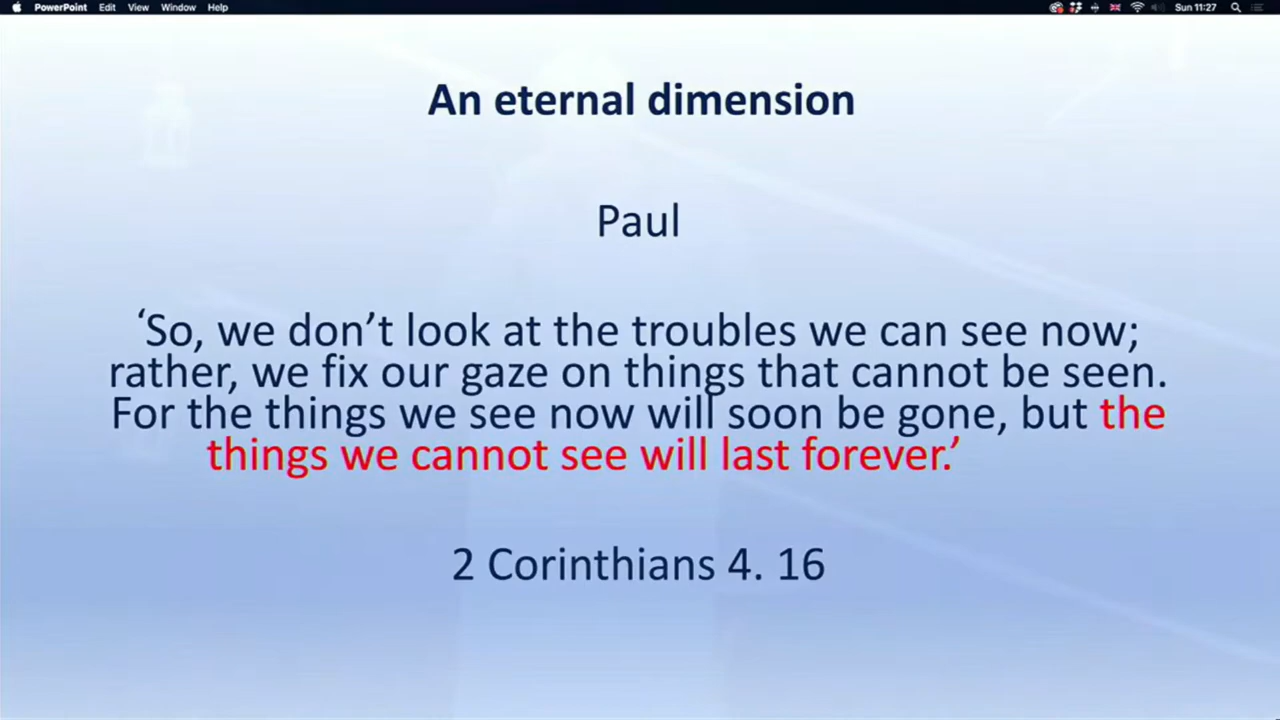 PowerPoint Edit View Window Help Sun 11:27
An eternal dimension
Paul
‘So, we don’t look at the troubles we can see now;
rather, we fix our gaze on things that cannot be seen.
For the things we see now will soon be gone, but the
things we cannot see will last forever.’
2 Corinthians 4. 16